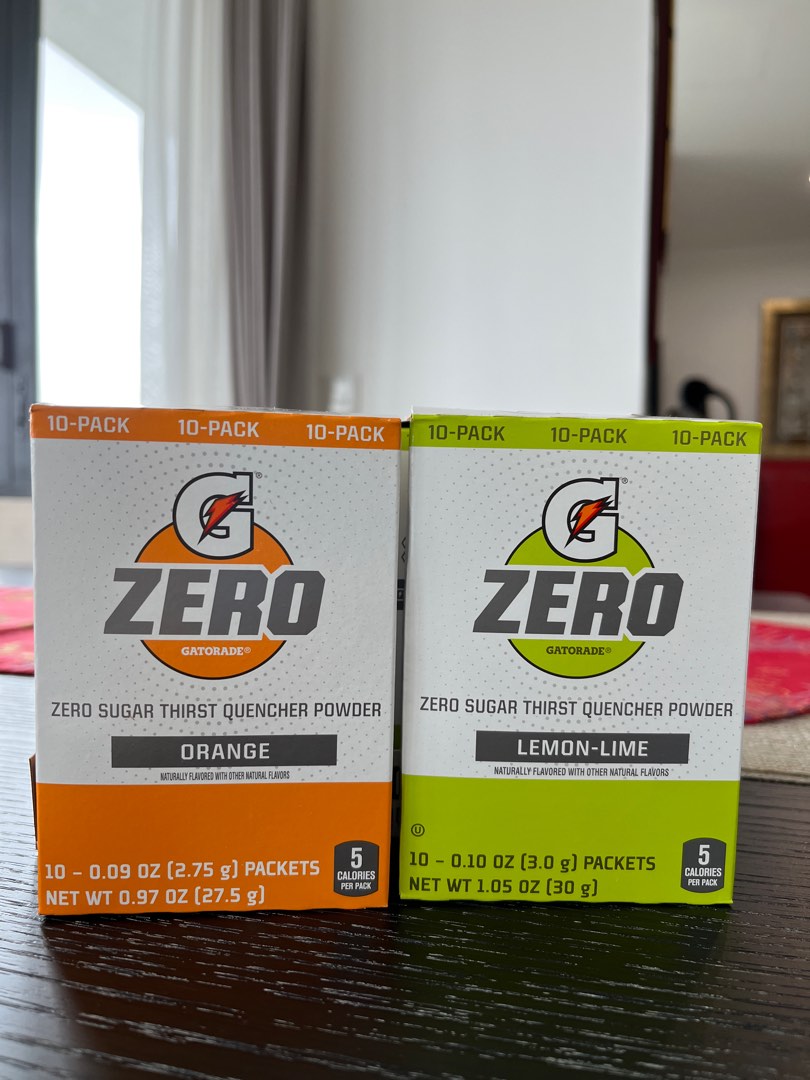 10-PACK 10-PACK 10-PACK
G®
ZERO
GATORADE®
ZERO SUGAR THIRST QUENCHER POWDER
ORANGE
NATURALLY FLAVORED WITH OTHER NATURAL FLAVORS
10 – 0.09 OZ (2.75 g) PACKETS
NET WT 0.97 OZ (27.5 g)
5
CALORIES
PER PACK
10-PACK 10-PACK 10-PACK
G®
ZERO
GATORADE®
ZERO SUGAR THIRST QUENCHER POWDER
LEMON-LIME
NATURALLY FLAVORED WITH OTHER NATURAL FLAVORS
U
10 – 0.10 OZ (3.0 g) PACKETS
NET WT 1.05 OZ (30 g)
5
CALORIES
PER PACK